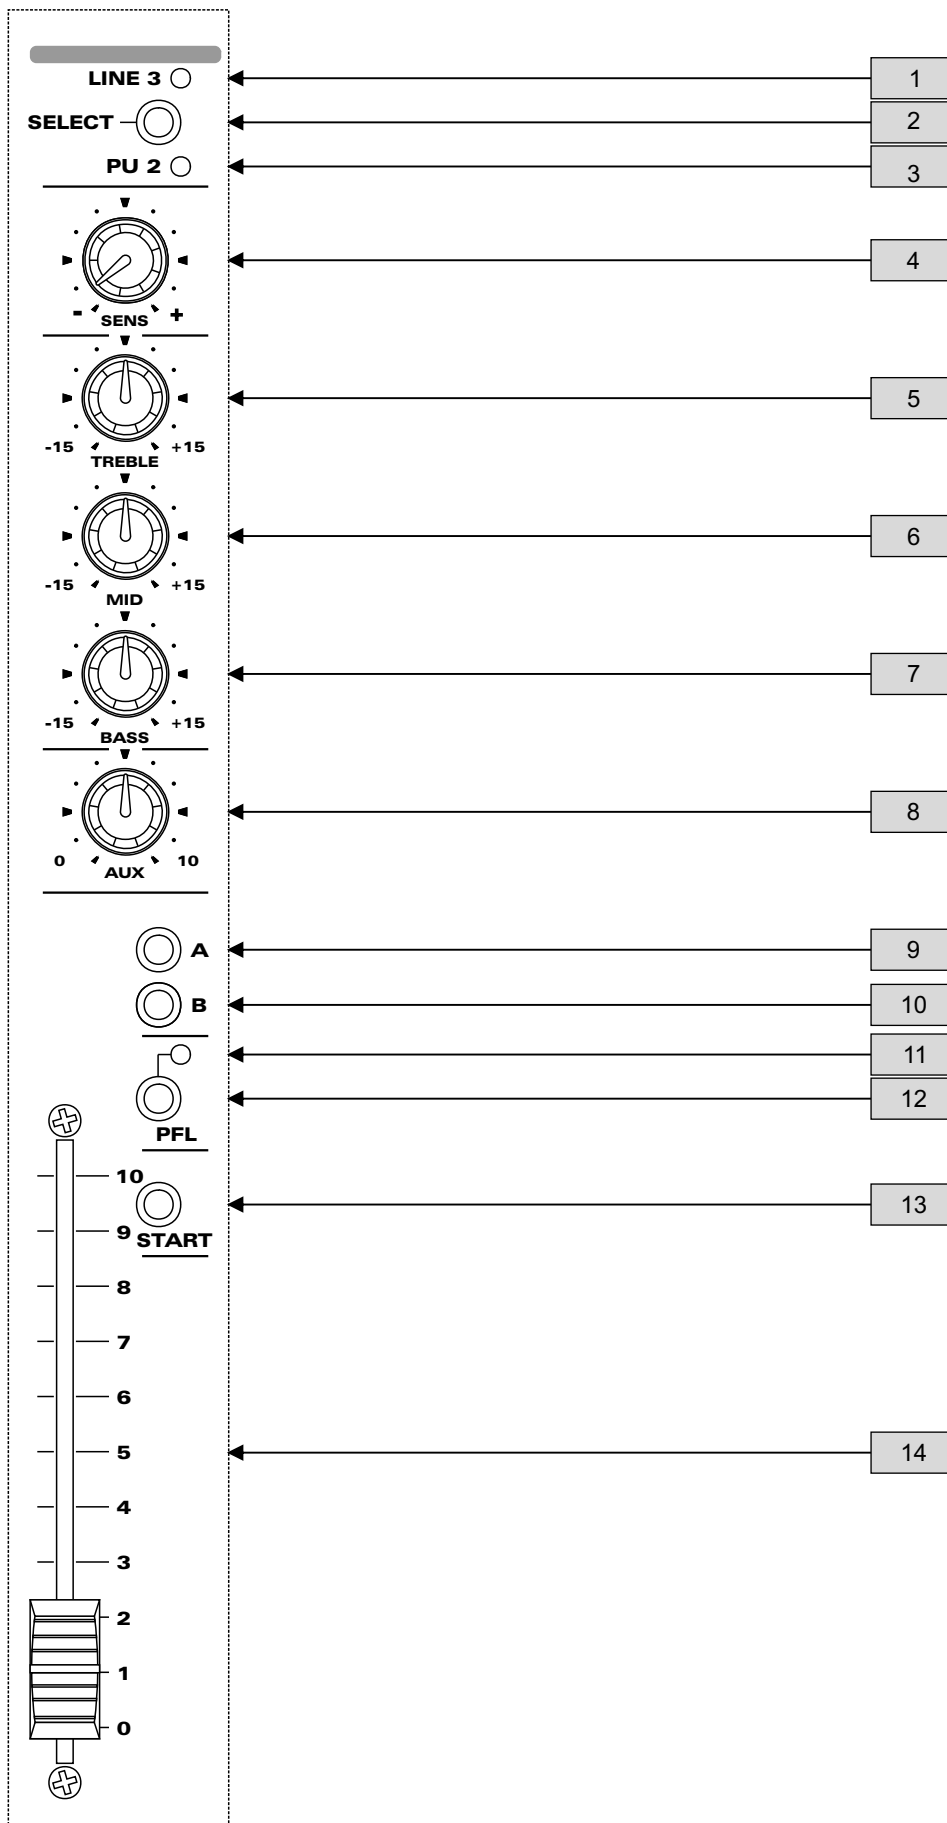 LINE 3
1
SELECT
2
PU 2
3
4
- SENS +
5
-15 +15
TREBLE
6
-15 +15
MID
7
-15 +15
BASS
8
0 10
AUX
A
9
B
10
11
12
PFL
10
13
9 START
8
7
6
5
14
4
3
2
1
0